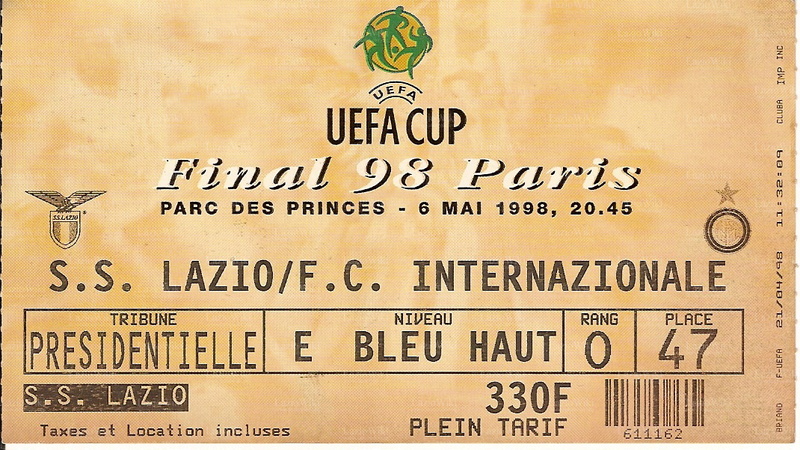 UEFA
UEFA CUP
Final 98 Paris
PARC DES PRINCES - 6 MAI 1998, 20.45
S.S.LAZIO
S.S. LAZIO/F.C. INTERNAZIONALE
TRIBUNE
PRESIDENTIELLE
NIVEAU
E BLEU HAUT
RANG
O
PLACE
47
S.S. LAZIO
330F
PLEIN TARIF
611162
Taxes et Location incluses
BRIAND F-UEFA 21/04/98 11:32:09 CLUBA IMP INC